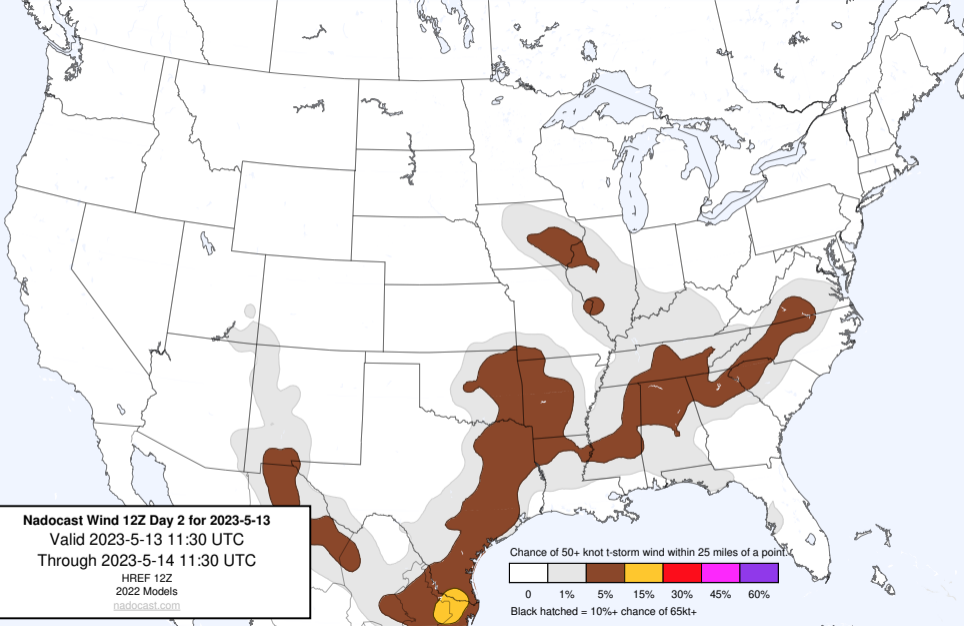 Nadocast Wind 12Z Day 2 for 2023-5-13
Valid 2023-5-13 11:30 UTC
Through 2023-5-14 11:30 UTC
HREF 12Z
2022 Models
nadocast.com
Chance of 50+ knot t-storm wind within 25 miles of a point.
0 1% 5% 15% 30% 45% 60%
Black hatched = 10%+ chance of 65kt+